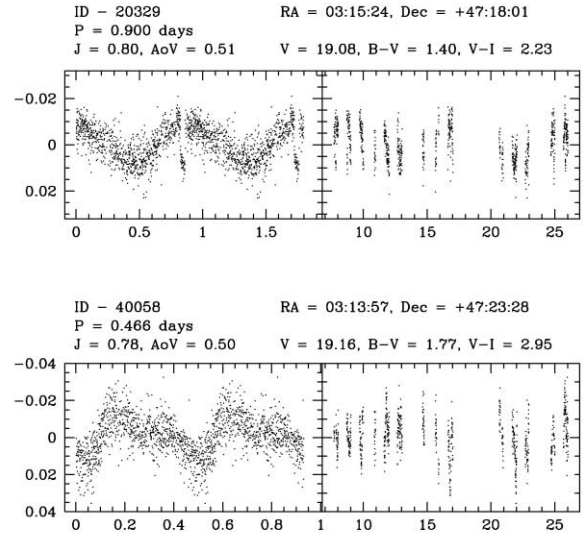 ID - 20329 RA = 03:15:24, Dec = +47:18:01
P = 0.900 days
J = 0.80, AoV = 0.51 V = 19.08, B-V = 1.40, V-I = 2.23
-0.02
0
0.02
0 0.5 1 1.5 10 15 20 25
ID - 40058 RA = 03:13:57, Dec = +47:23:28
P = 0.466 days
J = 0.78, AoV = 0.50 V = 19.16, B-V = 1.77, V-I = 2.95
-0.04
-0.02
0
0.02
0.04
0 0.2 0.4 0.6 0.8 1 10 15 20 25